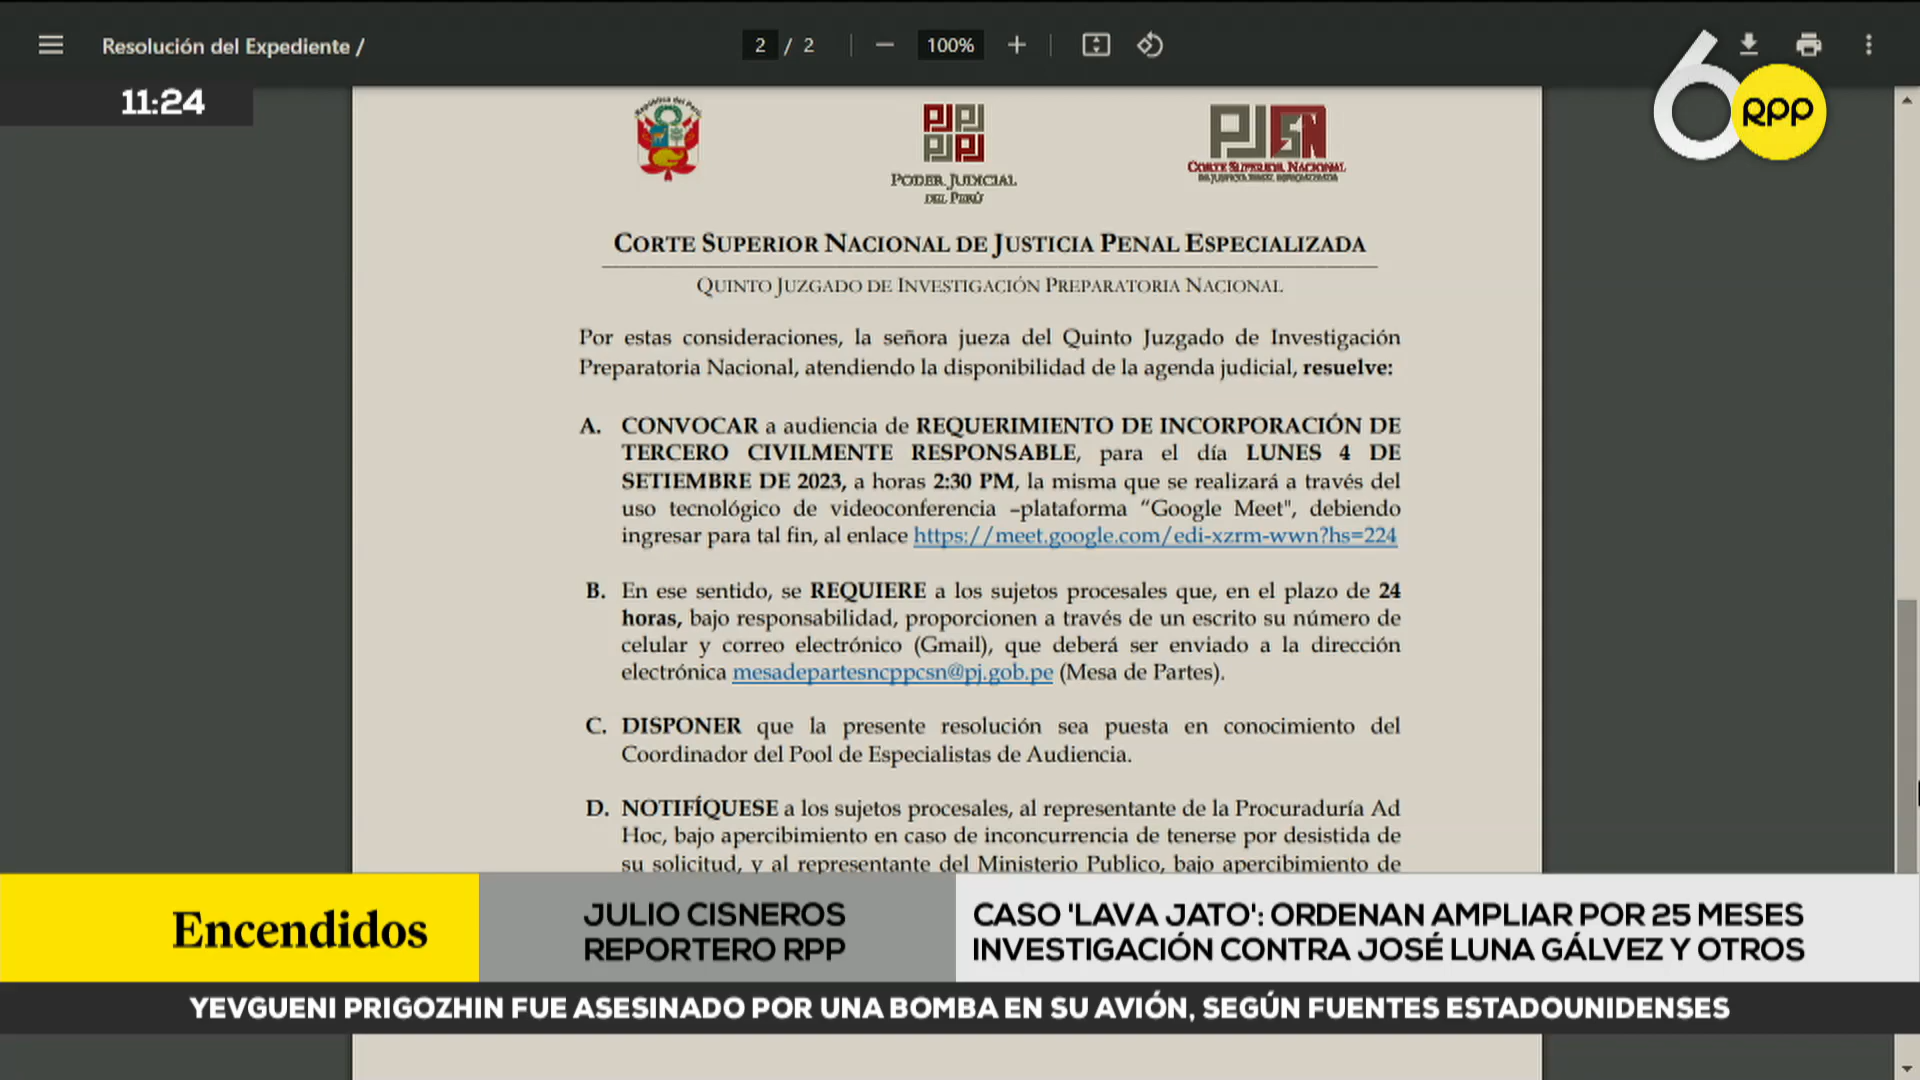 Resolución del Expediente /
2 / 2
100%
11:24
6
RPP
República del Perú
PJ
PODER JUDICIAL
DEL PERÚ
PJSN
CORTE SUPERIOR NACIONAL
DE JUSTICIA PENAL ESPECIALIZADA
CORTE SUPERIOR NACIONAL DE JUSTICIA PENAL ESPECIALIZADA
QUINTO JUZGADO DE INVESTIGACIÓN PREPARATORIA NACIONAL
Por estas consideraciones, la señora jueza del Quinto Juzgado de Investigación
Preparatoria Nacional, atendiendo la disponibilidad de la agenda judicial, resuelve:
A. CONVOCAR a audiencia de REQUERIMIENTO DE INCORPORACIÓN DE
TERCERO CIVILMENTE RESPONSABLE, para el día LUNES 4 DE
SETIEMBRE DE 2023, a horas 2:30 PM, la misma que se realizará a través del
uso tecnológico de videoconferencia –plataforma “Google Meet", debiendo
ingresar para tal fin, al enlace https://meet.google.com/edi-xzrm-wwn?hs=224
B. En ese sentido, se REQUIERE a los sujetos procesales que, en el plazo de 24
horas, bajo responsabilidad, proporcionen a través de un escrito su número de
celular y correo electrónico (Gmail), que deberá ser enviado a la dirección
electrónica mesadepartesncppcsn@pj.gob.pe (Mesa de Partes).
C. DISPONER que la presente resolución sea puesta en conocimiento del
Coordinador del Pool de Especialistas de Audiencia.
D. NOTIFÍQUESE a los sujetos procesales, al representante de la Procuraduría Ad
Hoc, bajo apercibimiento en caso de inconcurrencia de tenerse por desistida de
su solicitud, y al representante del Ministerio Publico, bajo apercibimiento de
Encendidos
JULIO CISNEROS
REPORTERO RPP
CASO 'LAVA JATO': ORDENAN AMPLIAR POR 25 MESES
INVESTIGACIÓN CONTRA JOSÉ LUNA GÁLVEZ Y OTROS
YEVGUENI PRIGOZHIN FUE ASESINADO POR UNA BOMBA EN SU AVIÓN, SEGÚN FUENTES ESTADOUNIDENSES